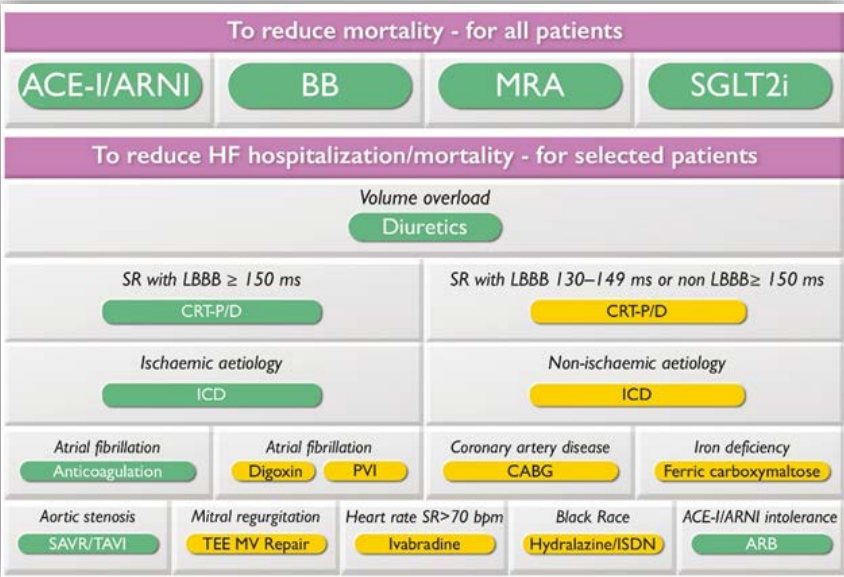 To reduce mortality - for all patients
ACE-I/ARNI BB MRA SGLT2i
To reduce HF hospitalization/mortality - for selected patients
Volume overload
Diuretics
SR with LBBB ≥ 150 ms SR with LBBB 130–149 ms or non LBBB≥ 150 ms
CRT-P/D CRT-P/D
Ischaemic aetiology Non-ischaemic aetiology
ICD ICD
Atrial fibrillation Atrial fibrillation Coronary artery disease Iron deficiency
Anticoagulation Digoxin PVI CABG Ferric carboxymaltose
Aortic stenosis Mitral regurgitation Heart rate SR>70 bpm Black Race ACE-I/ARNI intolerance
SAVR/TAVI TEE MV Repair Ivabradine Hydralazine/ISDN ARB